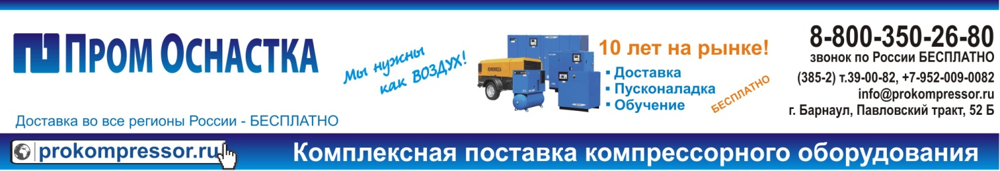 ПРОМ ОСНАСТКА
Доставка во все регионы России - БЕСПЛАТНО
Мы нужны
как ВОЗДУХ!
REMEZA
10 лет на рынке!
▪ Доставка
▪ Пусконаладка
▪ Обучение
БЕСПЛАТНО
8-800-350-26-80
звонок по России БЕСПЛАТНО
(385-2) т.39-00-82, +7-952-009-0082
info@prokompressor.ru
г. Барнаул, Павловский тракт, 52 Б
prokompressor.ru
Комплексная поставка компрессорного оборудования